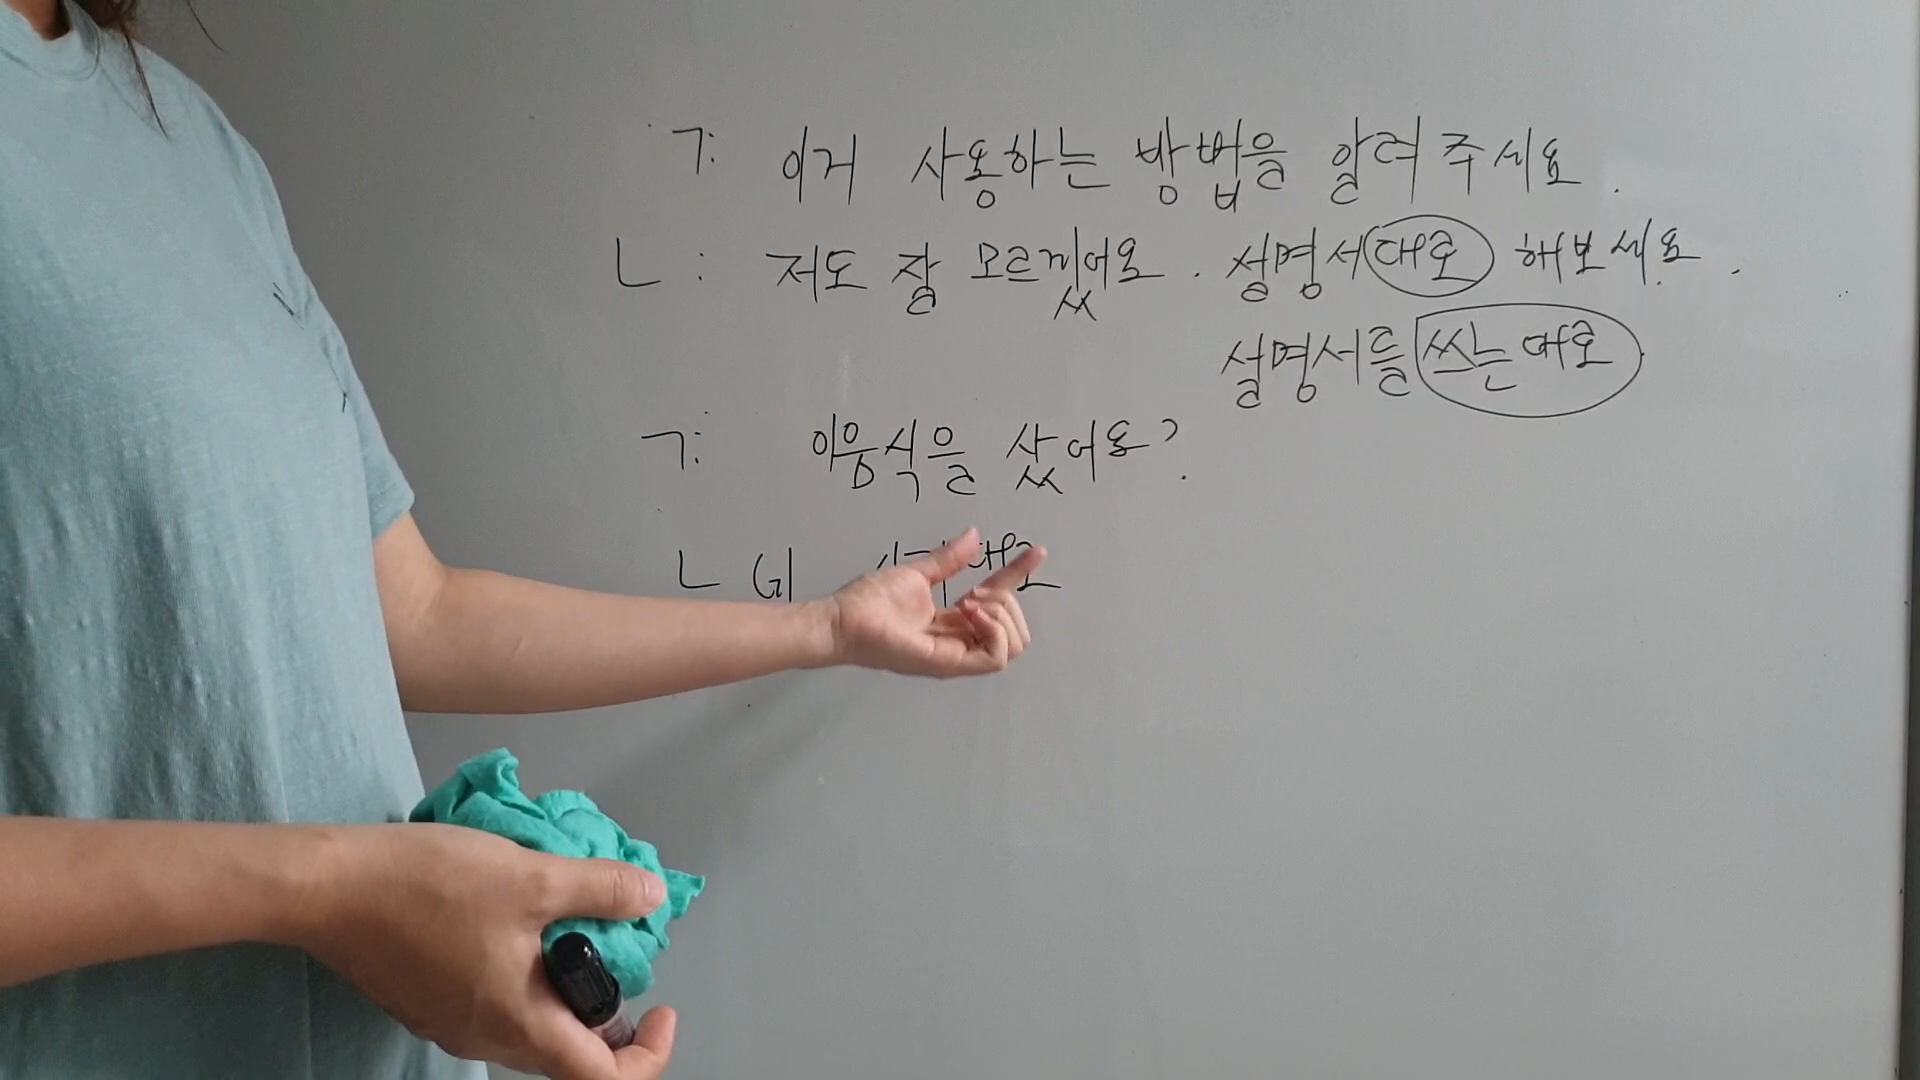 ㄱ: 이거 사용하는 방법을 알려주세요.
ㄴ: 저도 잘 모르겠어요. 설명서대로 해보세요.
설명서를 쓰는대로
ㄱ: 이음식을 샀어요?
ㄴ 네 대로